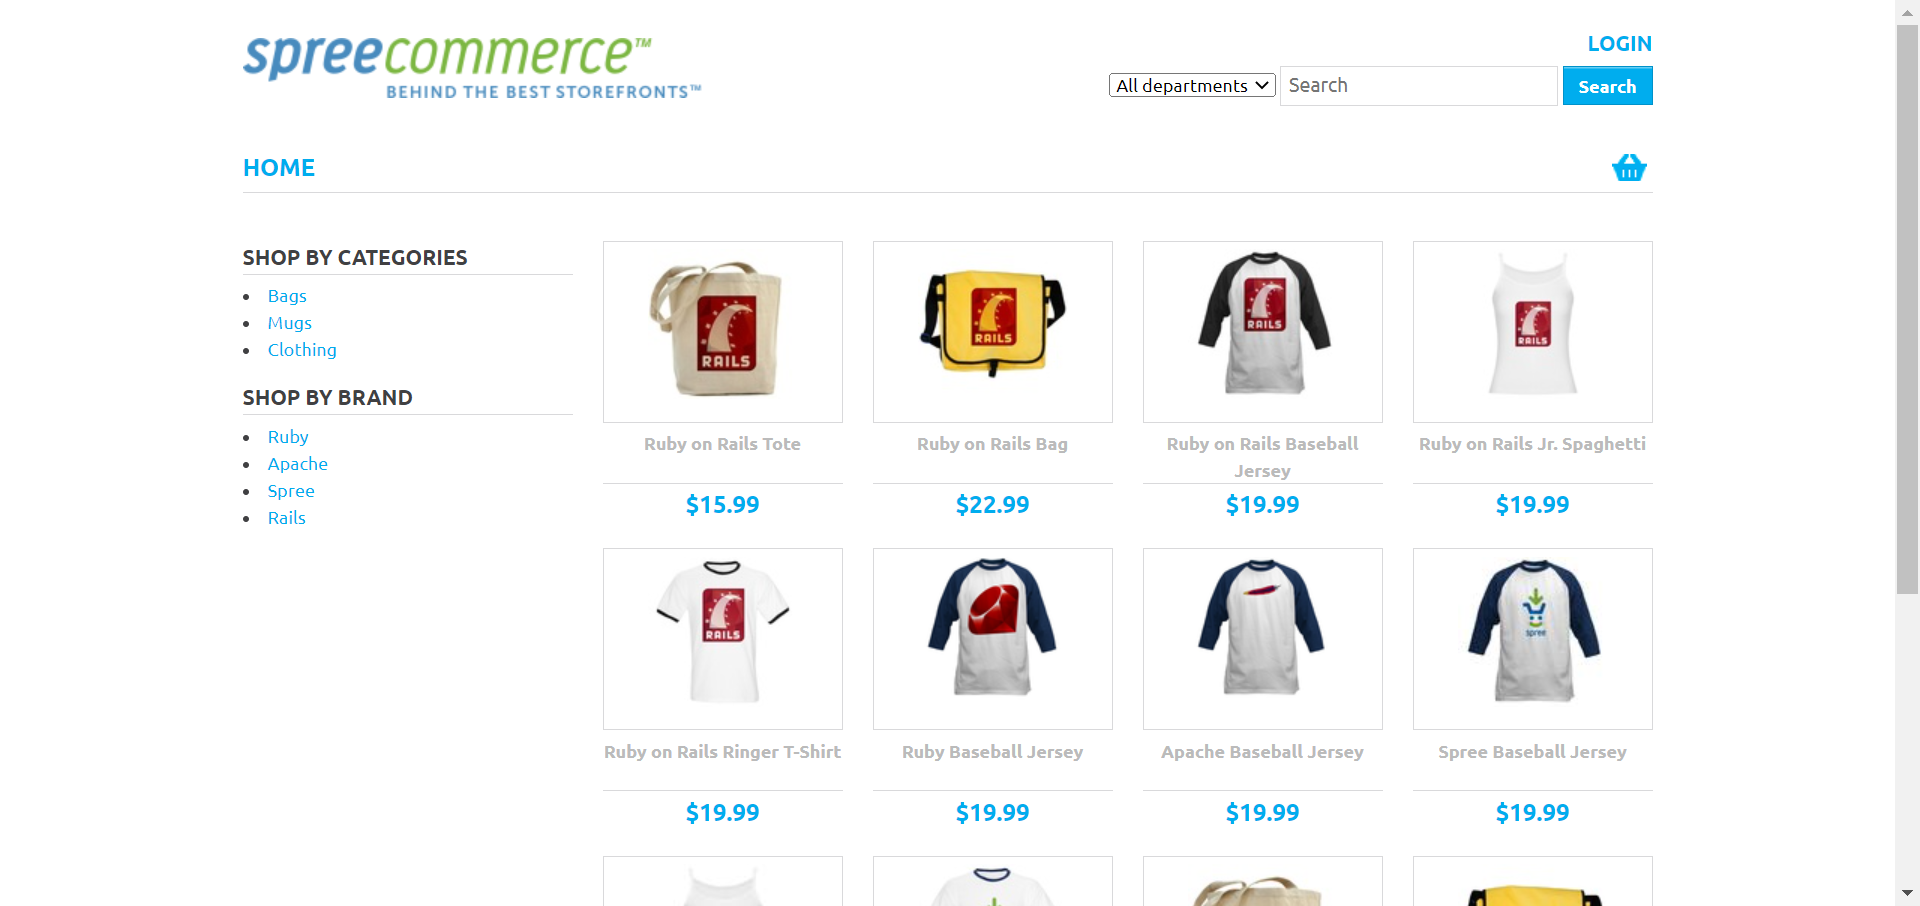 spreecommerce™
BEHIND THE BEST STOREFRONTS™
LOGIN
All departments
Search
Search
HOME
SHOP BY CATEGORIES
Bags
Mugs
Clothing
SHOP BY BRAND
Ruby
Apache
Spree
Rails
RAILS
RAILS
RAILS
RAILS
Ruby on Rails Tote
Ruby on Rails Bag
Ruby on Rails Baseball
Jersey
Ruby on Rails Jr. Spaghetti
$15.99
$22.99
$19.99
$19.99
RAILS
spree
Ruby on Rails Ringer T-Shirt
Ruby Baseball Jersey
Apache Baseball Jersey
Spree Baseball Jersey
$19.99
$19.99
$19.99
$19.99